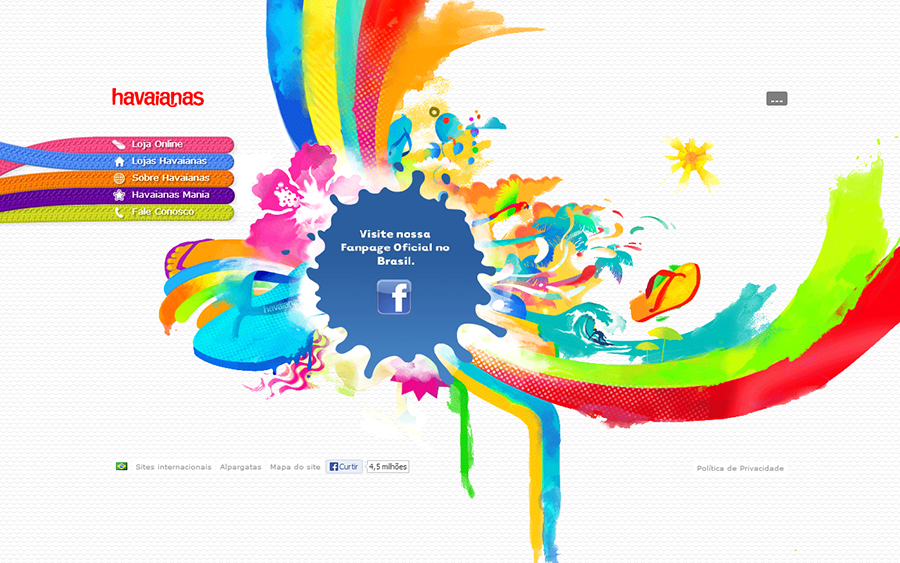 havaianas
...
Loja Online
Lojas Havaianas
Sobre Havaianas
Havaianas Mania
Fale Conosco
Visite nossa
Fanpage Oficial no
Brasil.
f
Sites internacionais Alpargatas Mapa do site f Curtir 4,5 milhões
Política de Privacidade